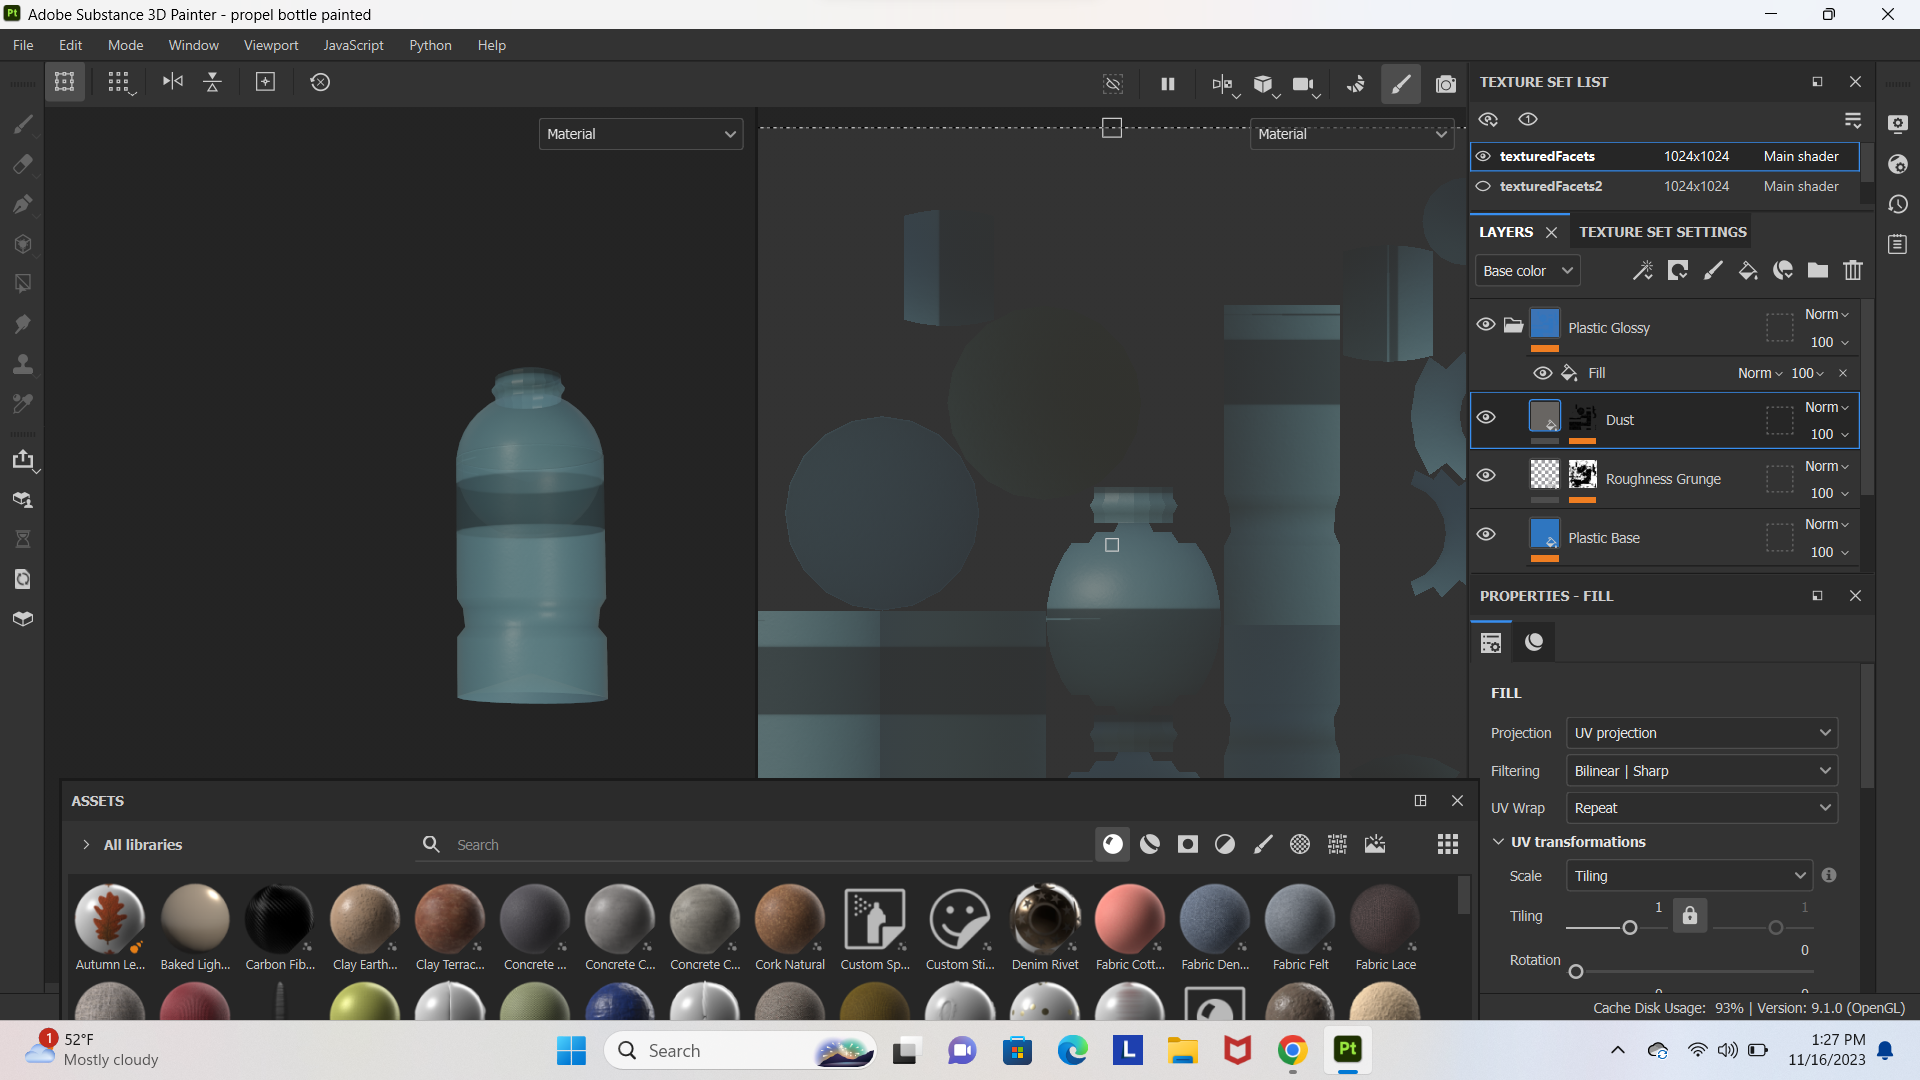 Pt Adobe Substance 3D Painter - propel bottle painted
File Edit Mode Window Viewport JavaScript Python Help
Material
Material
TEXTURE SET LIST
texturedFacets 1024x1024 Main shader
texturedFacets2 1024x1024 Main shader
LAYERS TEXTURE SET SETTINGS
Base color
Plastic Glossy Norm
100
Fill Norm 100
Dust Norm
100
Roughness Grunge Norm
100
Plastic Base Norm
100
PROPERTIES - FILL
FILL
Projection UV projection
Filtering Bilinear | Sharp
UV Wrap Repeat
UV transformations
Scale Tiling
Tiling 1 1
Rotation 0
ASSETS
All libraries
Search
Autumn Le... Baked Ligh... Carbon Fib... Clay Earth... Clay Terrac... Concrete ... Concrete C... Concrete C... Cork Natural Custom Sp... Custom Sti... Denim Rivet Fabric Cott... Fabric Den... Fabric Felt Fabric Lace
Cache Disk Usage: 93% | Version: 9.1.0 (OpenGL)
1 52°F
Mostly cloudy
Search
L
Pt
1:27 PM
11/16/2023